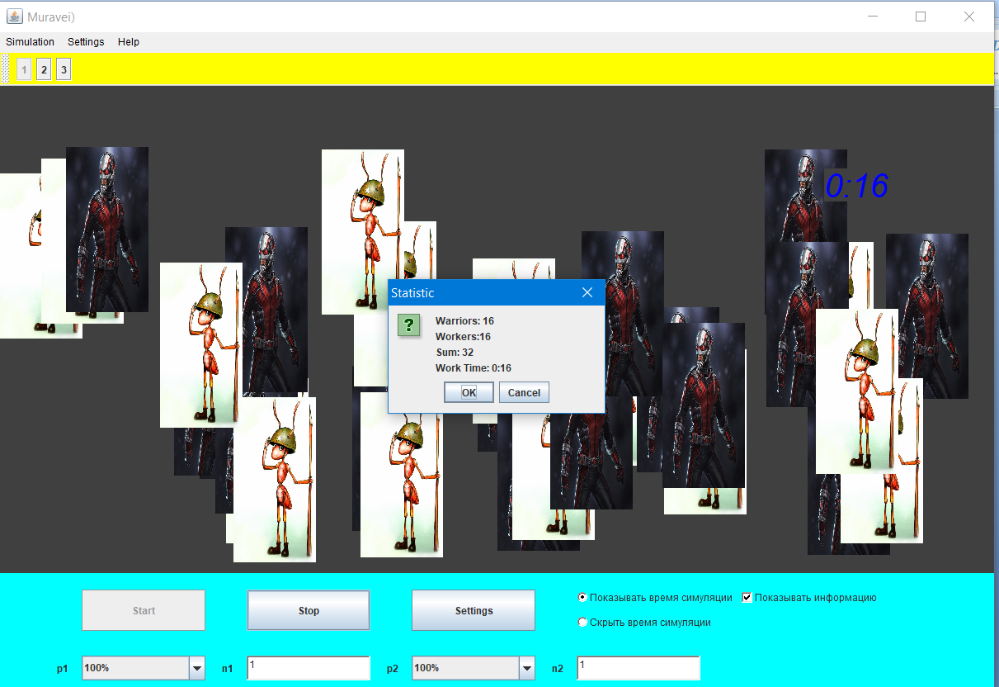 Muravei)
Simulation Settings Help
1 2 3
0:16
Statistic
Warriors: 16
Workers:16
Sum: 32
Work Time: 0:16
OK Cancel
Start Stop Settings
Показывать время симуляции Показывать информацию
Скрыть время симуляции
p1 100% n1 1 p2 100% n2 1